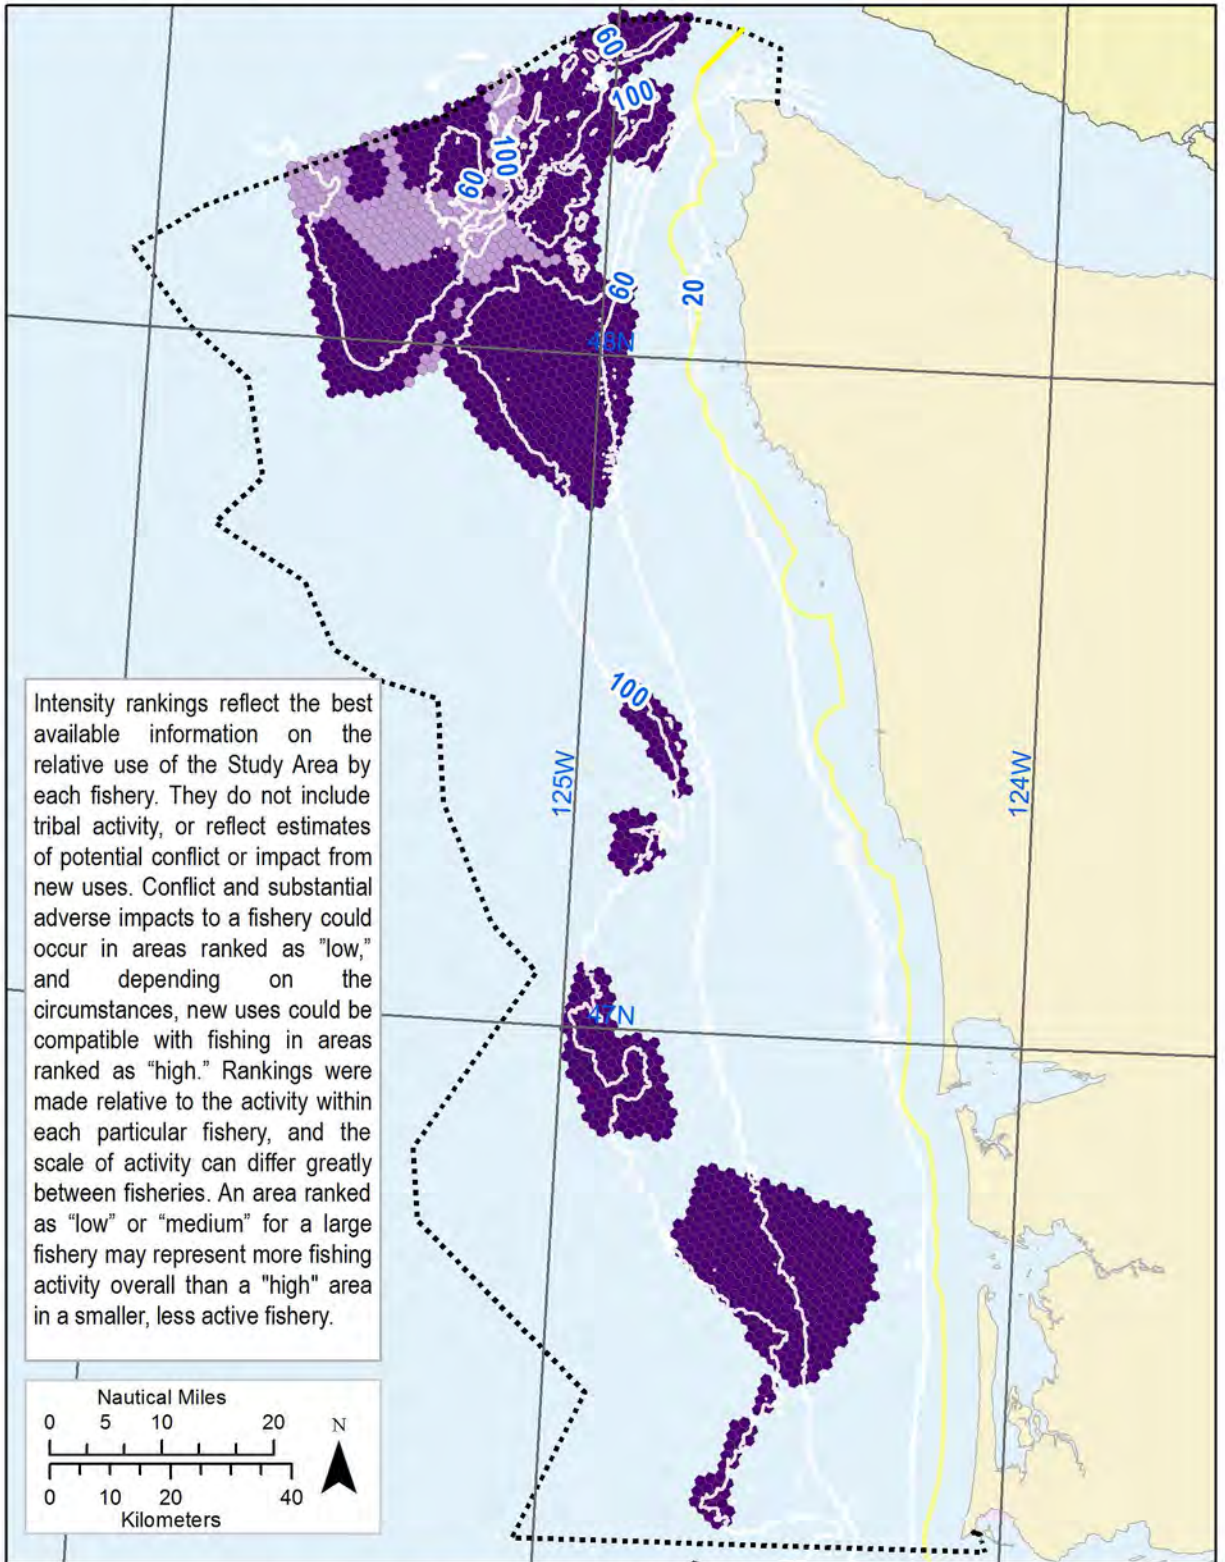 60
100
100
60
60
20
48N
100
125W
124W
47N
Intensity rankings reflect the best
available information on the
relative use of the Study Area by
each fishery. They do not include
tribal activity, or reflect estimates
of potential conflict or impact from
new uses. Conflict and substantial
adverse impacts to a fishery could
occur in areas ranked as "low,"
and depending on the
circumstances, new uses could be
compatible with fishing in areas
ranked as “high.” Rankings were
made relative to the activity within
each particular fishery, and the
scale of activity can differ greatly
between fisheries. An area ranked
as “low” or “medium” for a large
fishery may represent more fishing
activity overall than a "high" area
in a smaller, less active fishery.
Nautical Miles
0 5 10 20
N
0 10 20 40
Kilometers